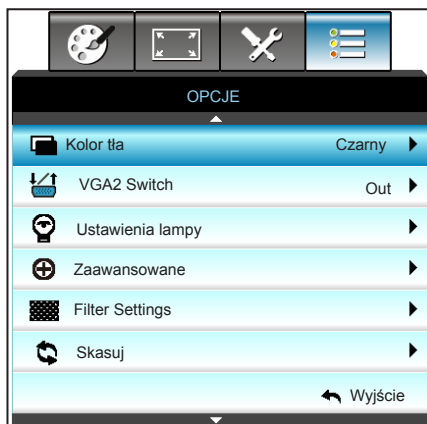 OPCJE
Kolor tła Czarny
VGA2 Switch Out
Ustawienia lampy
Zaawansowane
Filter Settings
Skasuj
Wyjście